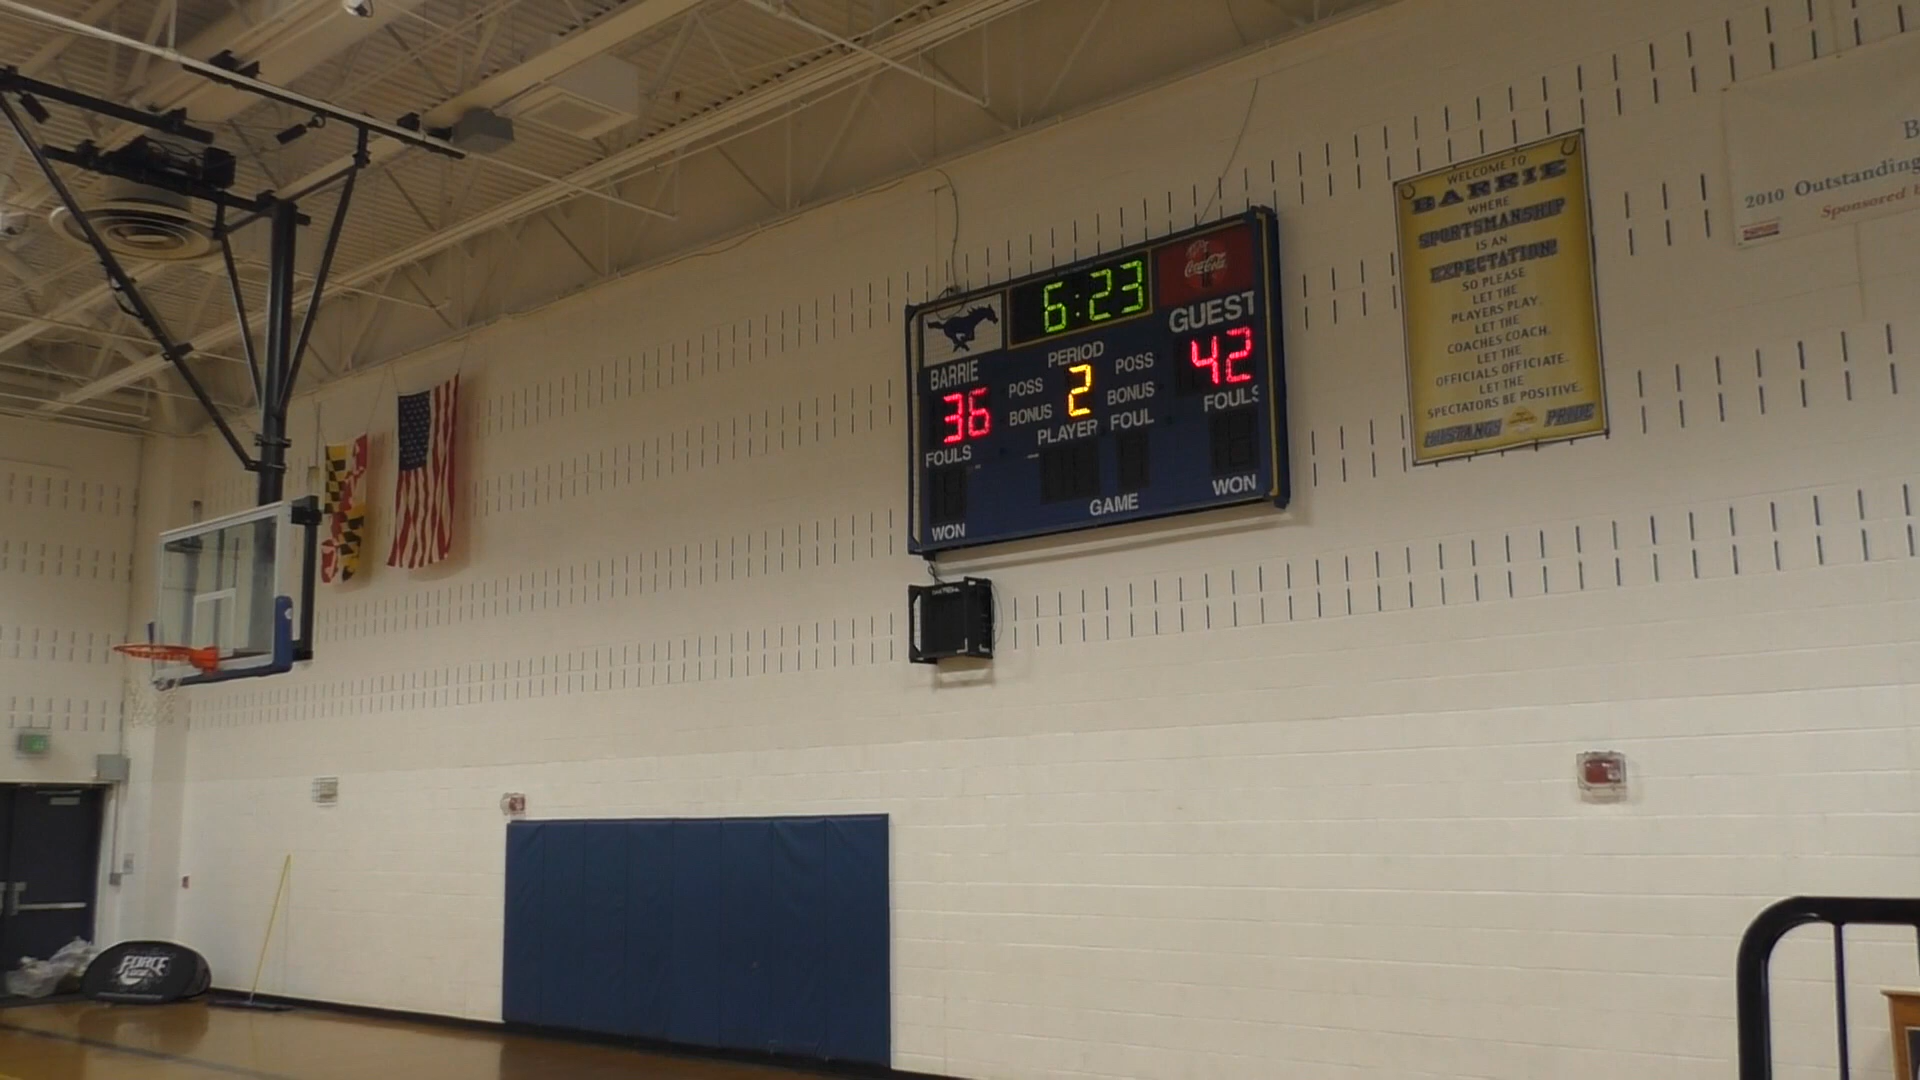 6:23
Coca-Cola
GUEST
42
PERIOD
2
POSS
POSS
BARRIE
36
BONUS
BONUS
FOULS
PLAYER
FOUL
FOULS
GAME
WON
WON
WELCOME TO
BARRIE
WHERE
SPORTSMANSHIP
IS AN
EXPECTATION!
SO PLEASE
LET THE
PLAYERS PLAY.
LET THE
COACHES COACH.
LET THE
OFFICIALS OFFICIATE.
LET THE
SPECTATORS BE POSITIVE.
MUSTANGS PRIDE
B
2010 Outstanding
Sponsored
FORCE